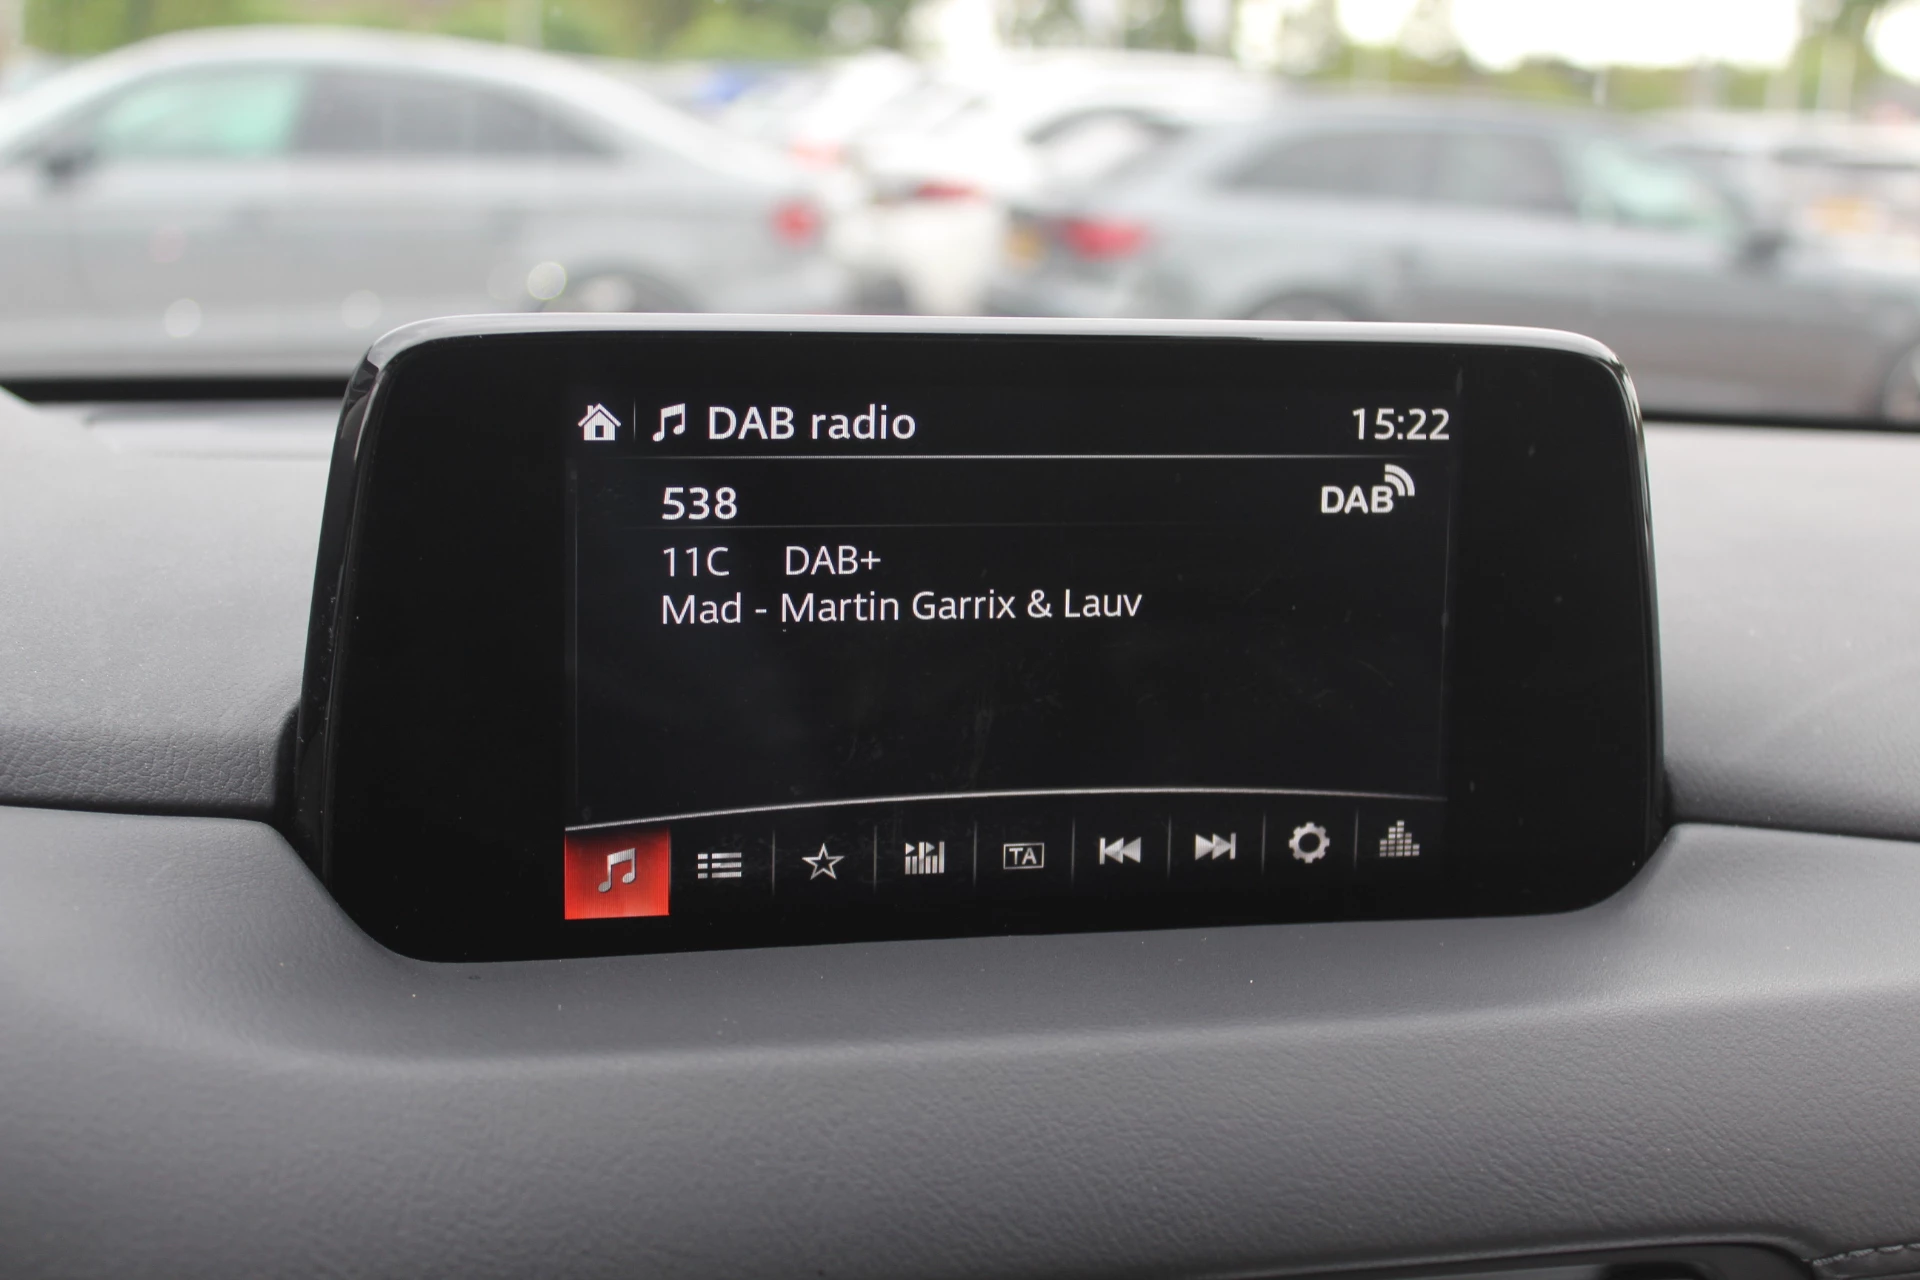 DAB radio 15:22
538 DAB
11C DAB+
Mad - Martin Garrix & Lauv
TA